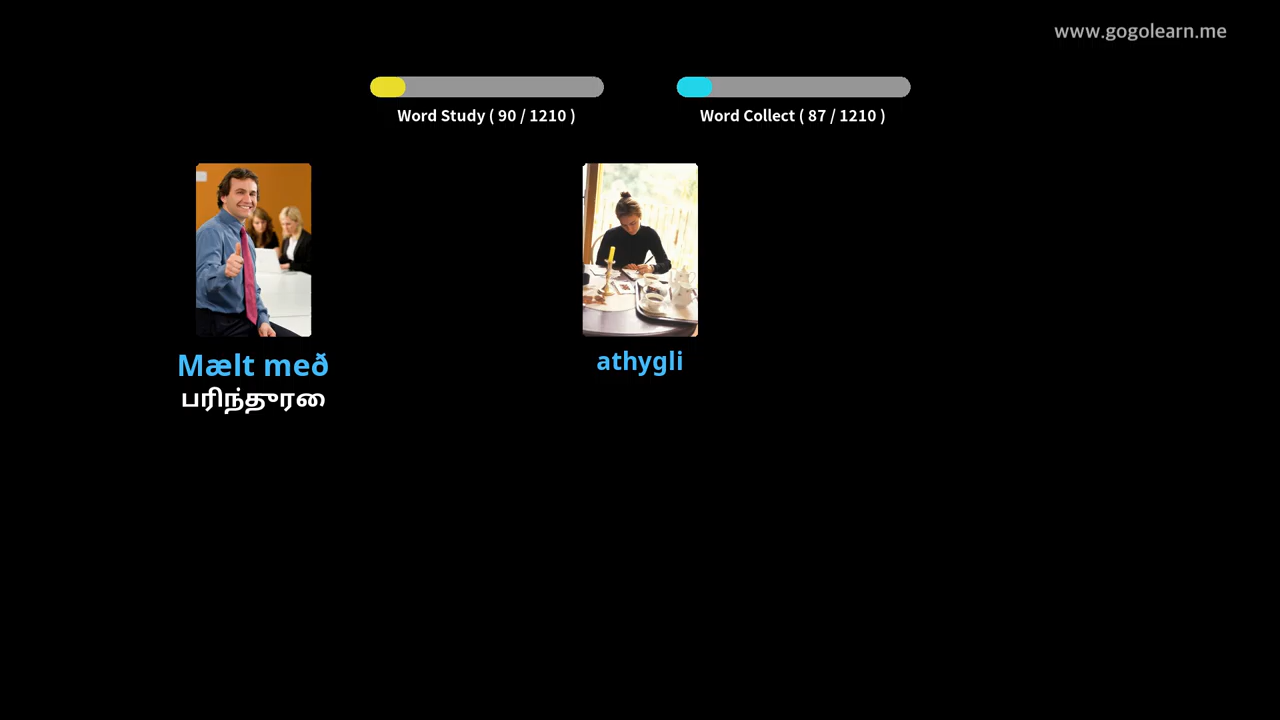 www.gogolearn.me
Word Study ( 90 / 1210 )
Word Collect ( 87 / 1210 )
Mælt með
பரிந்துரை
athygli